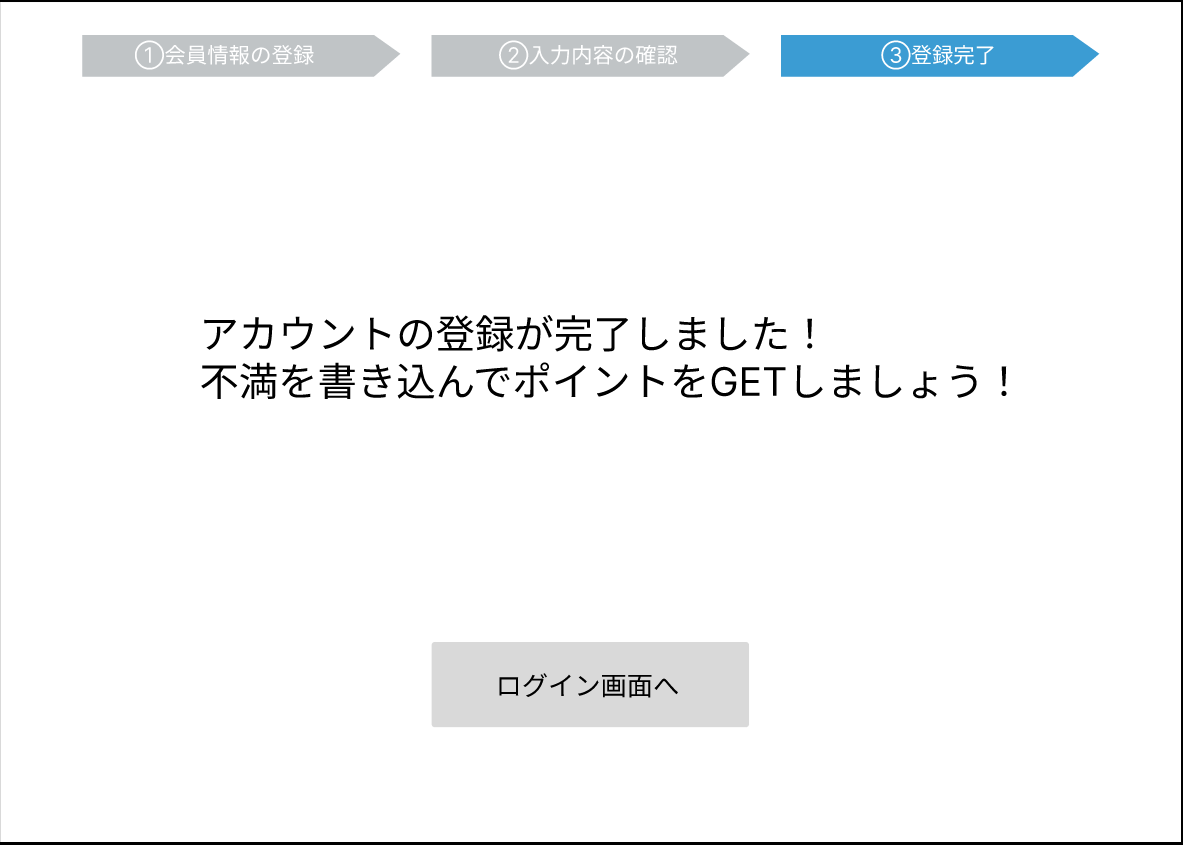 ①会員情報の登録
②入力内容の確認
③登録完了
アカウントの登録が完了しました！
不満を書き込んでポイントをGETしましょう！
ログイン画面へ